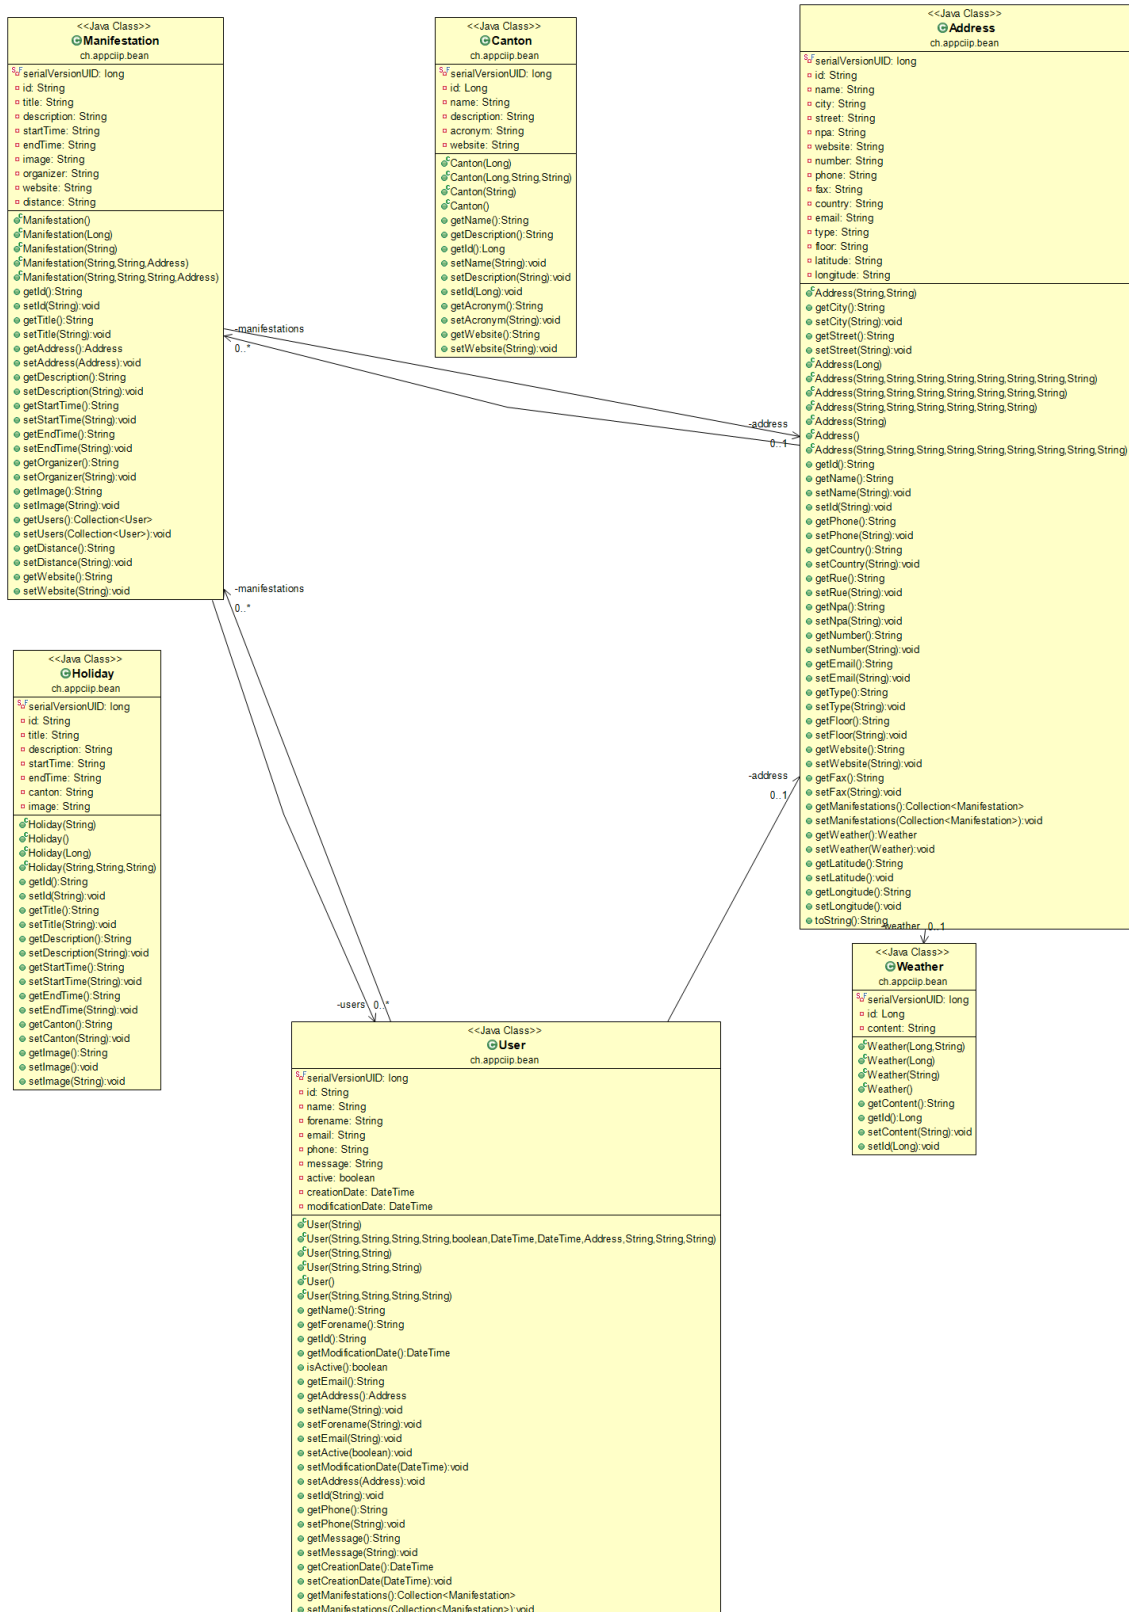 <<Java Class>>
Manifestation
ch.appciip.bean
serialVersionUID: long
id: String
title: String
description: String
startTime: String
endTime: String
image: String
organizer: String
website: String
distance: String
Manifestation()
Manifestation(Long)
Manifestation(String)
Manifestation(String,String,Address)
Manifestation(String,String,String,Address)
getId():String
setId(String):void
getTitle():String
setTitle(String):void
getAddress():Address
setAddress(Address):void
getDescription():String
setDescription(String):void
getStartTime():String
setStartTime(String):void
getEndTime():String
setEndTime(String):void
getOrganizer():String
setOrganizer(String):void
getImage():String
setImage(String):void
getUsers():Collection<User>
setUsers(Collection<User>):void
getDistance():String
setDistance(String):void
getWebsite():String
setWebsite(String):void
<<Java Class>>
Canton
ch.appciip.bean
serialVersionUID: long
id: Long
name: String
description: String
acronym: String
website: String
Canton(Long)
Canton(Long,String,String)
Canton(String)
Canton()
getName():String
getDescription():String
getId():Long
setName(String):void
setDescription(String):void
setId(Long):void
getAcronym():String
setAcronym(String):void
getWebsite():String
setWebsite(String):void
<<Java Class>>
Address
ch.appciip.bean
serialVersionUID: long
id: String
name: String
city: String
street: String
npa: String
website: String
number: String
phone: String
fax: String
country: String
email: String
type: String
floor: String
latitude: String
longitude: String
Address(String,String)
getCity():String
setCity(String):void
getStreet():String
setStreet(String):void
Address(Long)
Address(String,String,String,String,String,String,String,String)
Address(String,String,String,String,String,String,String)
Address(String,String,String,String,String,String)
Address(String)
Address()
Address(String,String,String,String,String,String,String,String,String)
getId():String
getName():String
setName(String):void
setId(String):void
getPhone():String
setPhone(String):void
getCountry():String
setCountry(String):void
getRue():String
setRue(String):void
getNpa():String
setNpa(String):void
getNumber():String
setNumber(String):void
getEmail():String
setEmail(String):void
getType():String
setType(String):void
getFloor():String
setFloor(String):void
getWebsite():String
setWebsite(String):void
getFax():String
setFax(String):void
getManifestations():Collection<Manifestation>
setManifestations(Collection<Manifestation>):void
getWeather():Weather
setWeather(Weather):void
getLatitude():String
setLatitude():void
getLongitude():String
setLongitude():void
toString():String
-manifestations
0..*
-address
0..1
-manifestations
0..*
-address
0..1
-weather 0..1
-users 0..*
<<Java Class>>
Holiday
ch.appciip.bean
serialVersionUID: long
id: String
title: String
description: String
startTime: String
endTime: String
canton: String
image: String
Holiday(String)
Holiday()
Holiday(Long)
Holiday(String,String,String)
getId():String
setId(String):void
getTitle():String
setTitle(String):void
getDescription():String
setDescription(String):void
getStartTime():String
setStartTime(String):void
getEndTime():String
setEndTime(String):void
getCanton():String
setCanton(String):void
getImage():String
setImage():void
setImage(String):void
<<Java Class>>
Weather
ch.appciip.bean
serialVersionUID: long
id: Long
content: String
Weather(Long,String)
Weather(Long)
Weather(String)
Weather()
getContent():String
getId():Long
setContent(String):void
setId(Long):void
<<Java Class>>
User
ch.appciip.bean
serialVersionUID: long
id: String
name: String
forename: String
email: String
phone: String
message: String
active: boolean
creationDate: DateTime
modificationDate: DateTime
User(String)
User(String,String,String,String,boolean,DateTime,DateTime,Address,String,String,String)
User(String,String)
User(String,String,String)
User()
User(String,String,String,String)
getName():String
getForename():String
getId():String
getModificationDate():DateTime
isActive():boolean
getEmail():String
getAddress():Address
setName(String):void
setForename(String):void
setEmail(String):void
setActive(boolean):void
setModificationDate(DateTime):void
setAddress(Address):void
setId(String):void
getPhone():String
setPhone(String):void
getMessage():String
setMessage(String):void
getCreationDate():DateTime
setCreationDate(DateTime):void
getManifestations():Collection<Manifestation>
setManifestations(Collection<Manifestation>):void